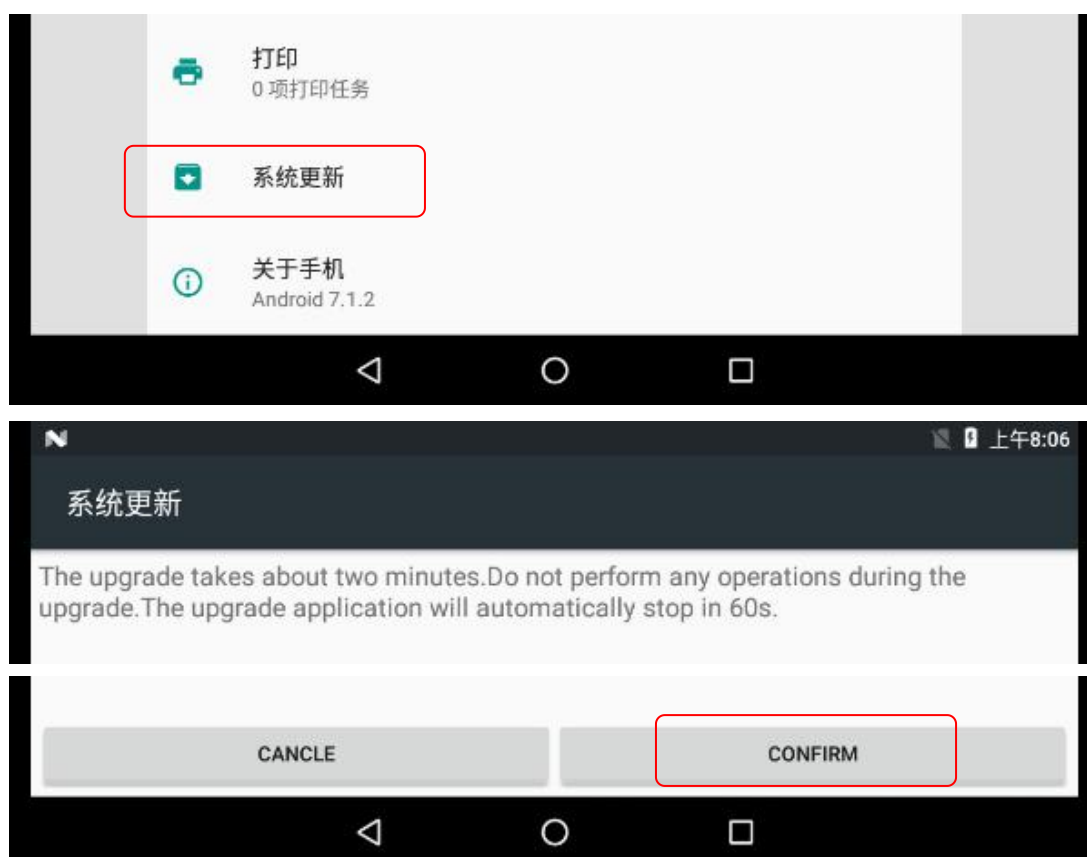 打印
0 项打印任务
系统更新
关于手机
Android 7.1.2
上午8:06
系统更新
The upgrade takes about two minutes.Do not perform any operations during the
upgrade.The upgrade application will automatically stop in 60s.
CANCLE
CONFIRM